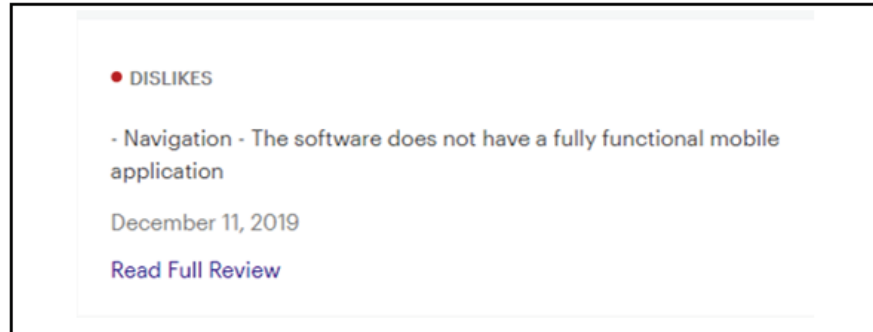 DISLIKES
- Navigation - The software does not have a fully functional mobile
application
December 11, 2019
Read Full Review